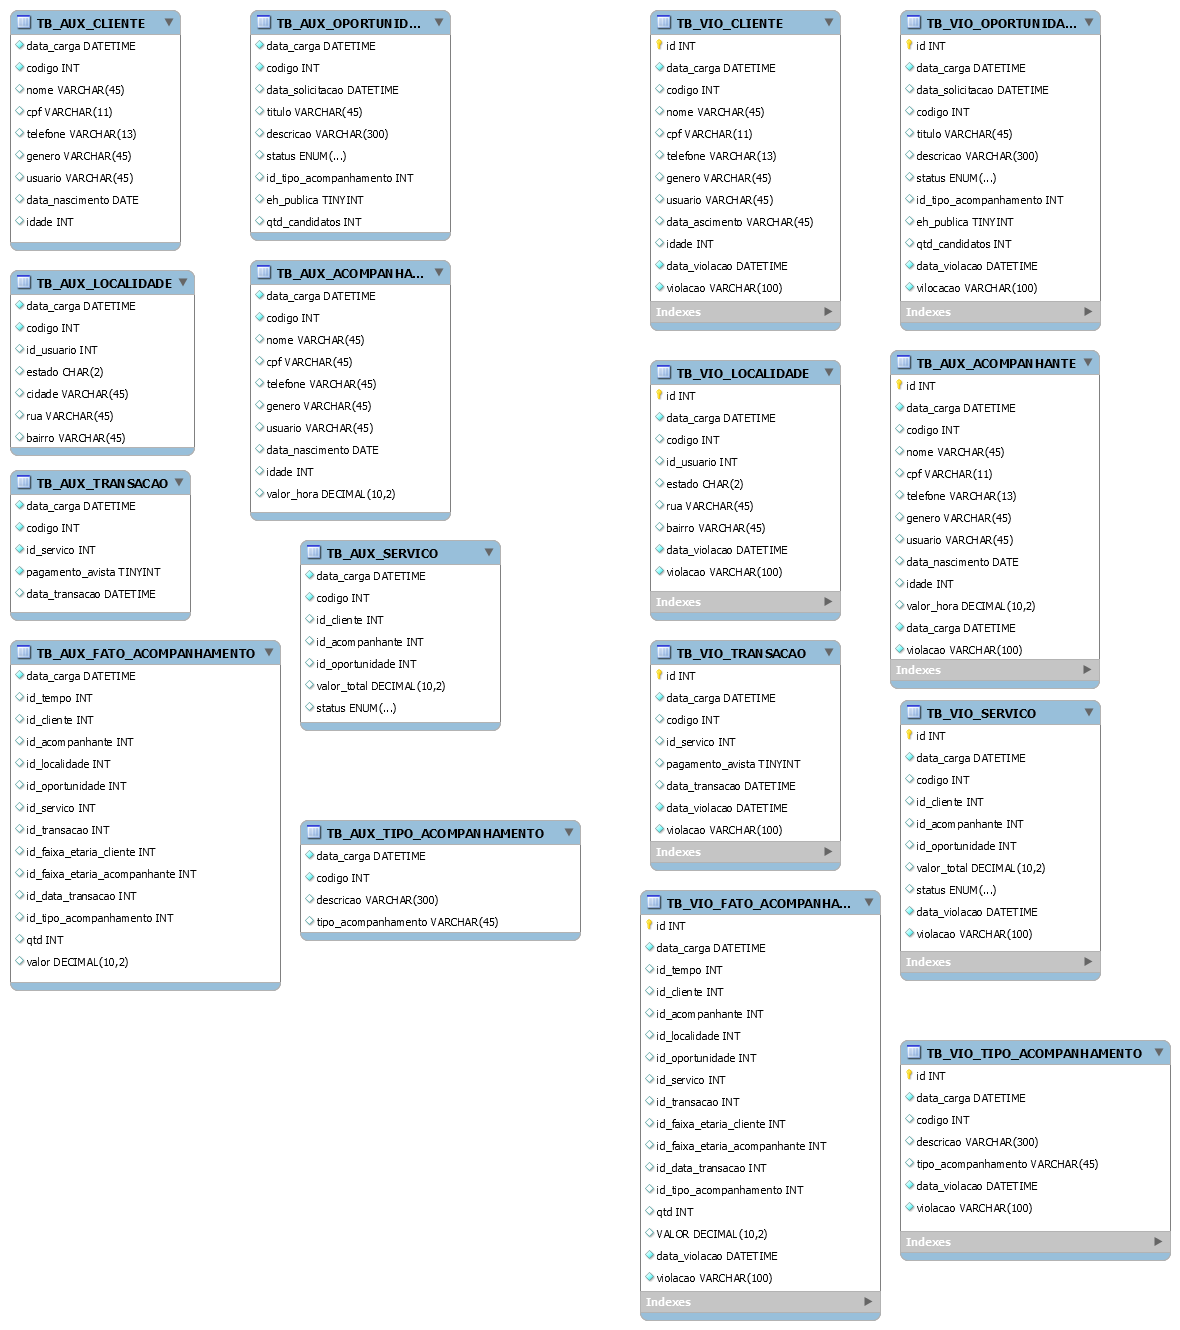 TB_AUX_CLIENTE
data_carga DATETIME
codigo INT
nome VARCHAR(45)
cpf VARCHAR(11)
telefone VARCHAR(13)
genero VARCHAR(45)
usuario VARCHAR(45)
data_nascimento DATE
idade INT
TB_AUX_OPORTUNID...
data_carga DATETIME
codigo INT
data_solicitacao DATETIME
titulo VARCHAR(45)
descricao VARCHAR(300)
status ENUM(...)
id_tipo_acompanhamento INT
eh_publica TINYINT
qtd_candidatos INT
TB_AUX_LOCALIDADE
data_carga DATETIME
codigo INT
id_usuario INT
estado CHAR(2)
cidade VARCHAR(45)
rua VARCHAR(45)
bairro VARCHAR(45)
TB_AUX_ACOMPANHA...
data_carga DATETIME
codigo INT
nome VARCHAR(45)
cpf VARCHAR(45)
telefone VARCHAR(45)
genero VARCHAR(45)
usuario VARCHAR(45)
data_nascimento DATE
idade INT
valor_hora DECIMAL(10,2)
TB_AUX_TRANSACAO
data_carga DATETIME
codigo INT
id_servico INT
pagamento_avista TINYINT
data_transacao DATETIME
TB_AUX_SERVICO
data_carga DATETIME
codigo INT
id_cliente INT
id_acompanhante INT
id_oportunidade INT
valor_total DECIMAL(10,2)
status ENUM(...)
TB_AUX_FATO_ACOMPANHAMENTO
data_carga DATETIME
id_tempo INT
id_cliente INT
id_acompanhante INT
id_localidade INT
id_oportunidade INT
id_servico INT
id_transacao INT
id_faixa_etaria_cliente INT
id_faixa_etaria_acompanhante INT
id_data_transacao INT
id_tipo_acompanhamento INT
qtd INT
valor DECIMAL(10,2)
TB_AUX_TIPO_ACOMPANHAMENTO
data_carga DATETIME
codigo INT
descricao VARCHAR(300)
tipo_acompanhamento VARCHAR(45)
TB_VIO_CLIENTE
id INT
data_carga DATETIME
codigo INT
nome VARCHAR(45)
cpf VARCHAR(11)
telefone VARCHAR(13)
genero VARCHAR(45)
usuario VARCHAR(45)
data_ascimento VARCHAR(45)
idade INT
data_violacao DATETIME
violacao VARCHAR(100)
Indexes
TB_VIO_OPORTUNIDA...
id INT
data_carga DATETIME
data_solicitacao DATETIME
codigo INT
titulo VARCHAR(45)
descricao VARCHAR(300)
status ENUM(...)
id_tipo_acompanhamento INT
eh_publica TINYINT
qtd_candidatos INT
data_violacao DATETIME
vilocacao VARCHAR(100)
Indexes
TB_VIO_LOCALIDADE
id INT
data_carga DATETIME
codigo INT
id_usuario INT
estado CHAR(2)
rua VARCHAR(45)
bairro VARCHAR(45)
data_violacao DATETIME
violacao VARCHAR(100)
Indexes
TB_AUX_ACOMPANHANTE
id INT
data_carga DATETIME
codigo INT
nome VARCHAR(45)
cpf VARCHAR(11)
telefone VARCHAR(13)
genero VARCHAR(45)
usuario VARCHAR(45)
data_nascimento DATE
idade INT
valor_hora DECIMAL(10,2)
data_carga DATETIME
violacao VARCHAR(100)
Indexes
TB_VIO_TRANSACAO
id INT
data_carga DATETIME
codigo INT
id_servico INT
pagamento_avista TINYINT
data_transacao DATETIME
data_violacao DATETIME
violacao VARCHAR(100)
Indexes
TB_VIO_SERVICO
id INT
data_carga DATETIME
codigo INT
id_cliente INT
id_acompanhante INT
id_oportunidade INT
valor_total DECIMAL(10,2)
status ENUM(...)
data_violacao DATETIME
violacao VARCHAR(100)
Indexes
TB_VIO_FATO_ACOMPANHA...
id INT
data_carga DATETIME
id_tempo INT
id_cliente INT
id_acompanhante INT
id_localidade INT
id_oportunidade INT
id_servico INT
id_transacao INT
id_faixa_etaria_cliente INT
id_faixa_etaria_acompanhante INT
id_data_transacao INT
id_tipo_acompanhamento INT
qtd INT
VALOR DECIMAL(10,2)
data_violacao DATETIME
violacao VARCHAR(100)
Indexes
TB_VIO_TIPO_ACOMPANHAMENTO
id INT
data_carga DATETIME
codigo INT
descricao VARCHAR(300)
tipo_acompanhamento VARCHAR(45)
data_violacao DATETIME
violacao VARCHAR(100)
Indexes